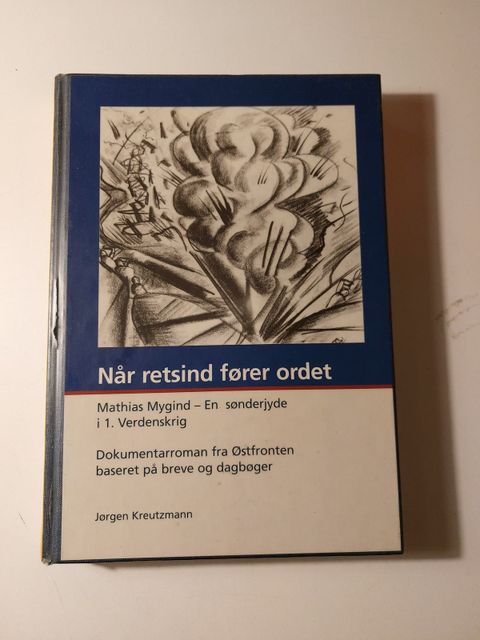 Når retsind fører ordet
Mathias Mygind – En sønderjyde
i 1. Verdenskrig
Dokumentarroman fra Østfronten
baseret på breve og dagbøger
Jørgen Kreutzmann